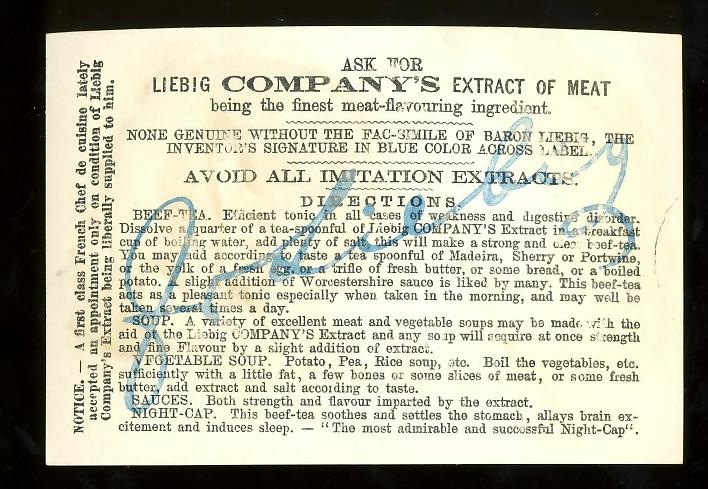 ASK FOR
LIEBIG COMPANY'S EXTRACT OF MEAT
being the finest meat-flavouring ingredient.
NONE GENUINE WITHOUT THE FAC-SIMILE OF BARON LIEBIG, THE
INVENTOR'S SIGNATURE IN BLUE COLOR ACROSS LABEL.
AVOID ALL IMITATION EXTRACTS.
DIRECTIONS.
BEEF-TEA. Efficient tonic in all cases of weakness and digestive disorder.
Dissolve a quarter of a tea-spoonful of Liebig COMPANY'S Extract in a breakfast
cup of boiling water, add plenty of salt, this will make a strong and clear beef-tea.
You may add according to taste a tea spoonful of Madeira, Sherry or Portwine,
or the yolk of a fresh egg, or a trifle of fresh butter, or some bread, or a boiled
potato. A slight addition of Worcestershire sauce is liked by many. This beef-tea
acts as a pleasant tonic especially when taken in the morning, and may well be
taken several times a day.
SOUP. A variety of excellent meat and vegetable soups may be made with the
aid of the Liebig COMPANY'S Extract and any soup will acquire at once strength
and fine Flavour by a slight addition of extract.
VEGETABLE SOUP. Potato, Pea, Rice soup, etc. Boil the vegetables, etc.
sufficiently with a little fat, a few bones or some slices of meat, or some fresh
butter, add extract and salt according to taste.
SAUCES. Both strength and flavour imparted by the extract.
NIGHT-CAP. This beef-tea soothes and settles the stomach, allays brain ex-
citement and induces sleep. — "The most admirable and successful Night-Cap".
NOTICE. — A first class French Chef de cuisine lately
accepted an appointment only on condition of Liebig
Company's Extract being liberally supplied to him.